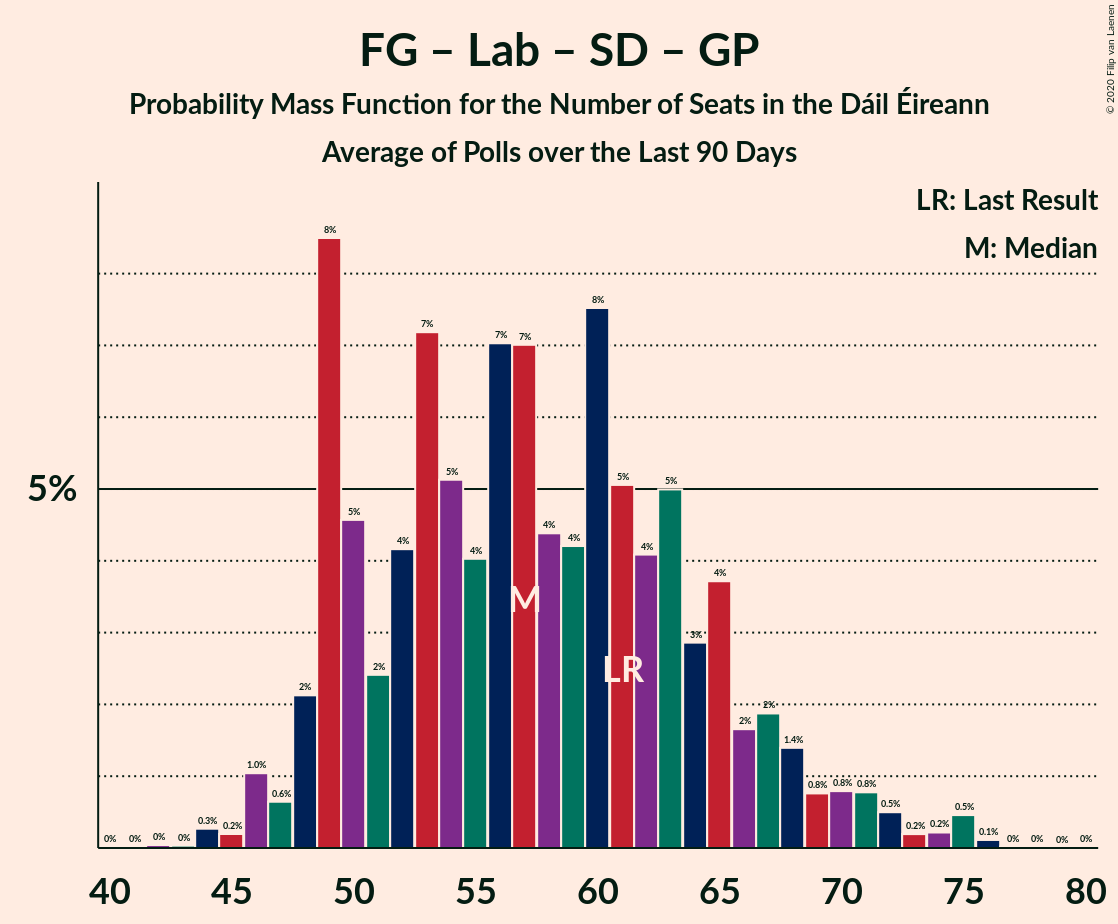 FG – Lab – SD – GP
Probability Mass Function for the Number of Seats in the Dáil Éireann
Average of Polls over the Last 90 Days
© 2020 Filip van Laenen
LR: Last Result
M: Median
5%
0% 0% 0% 0% 0.3% 0.2% 1.0% 0.6% 2% 8% 5% 2% 4% 7% 5% 4% 7% 7% 4% 4% 8% 5% 4% 5% 3% 4% 2% 2% 1.4% 0.8% 0.8% 0.8% 0.5% 0.2% 0.2% 0.5% 0.1% 0% 0% 0% 0%
M
LR
40 45 50 55 60 65 70 75 80